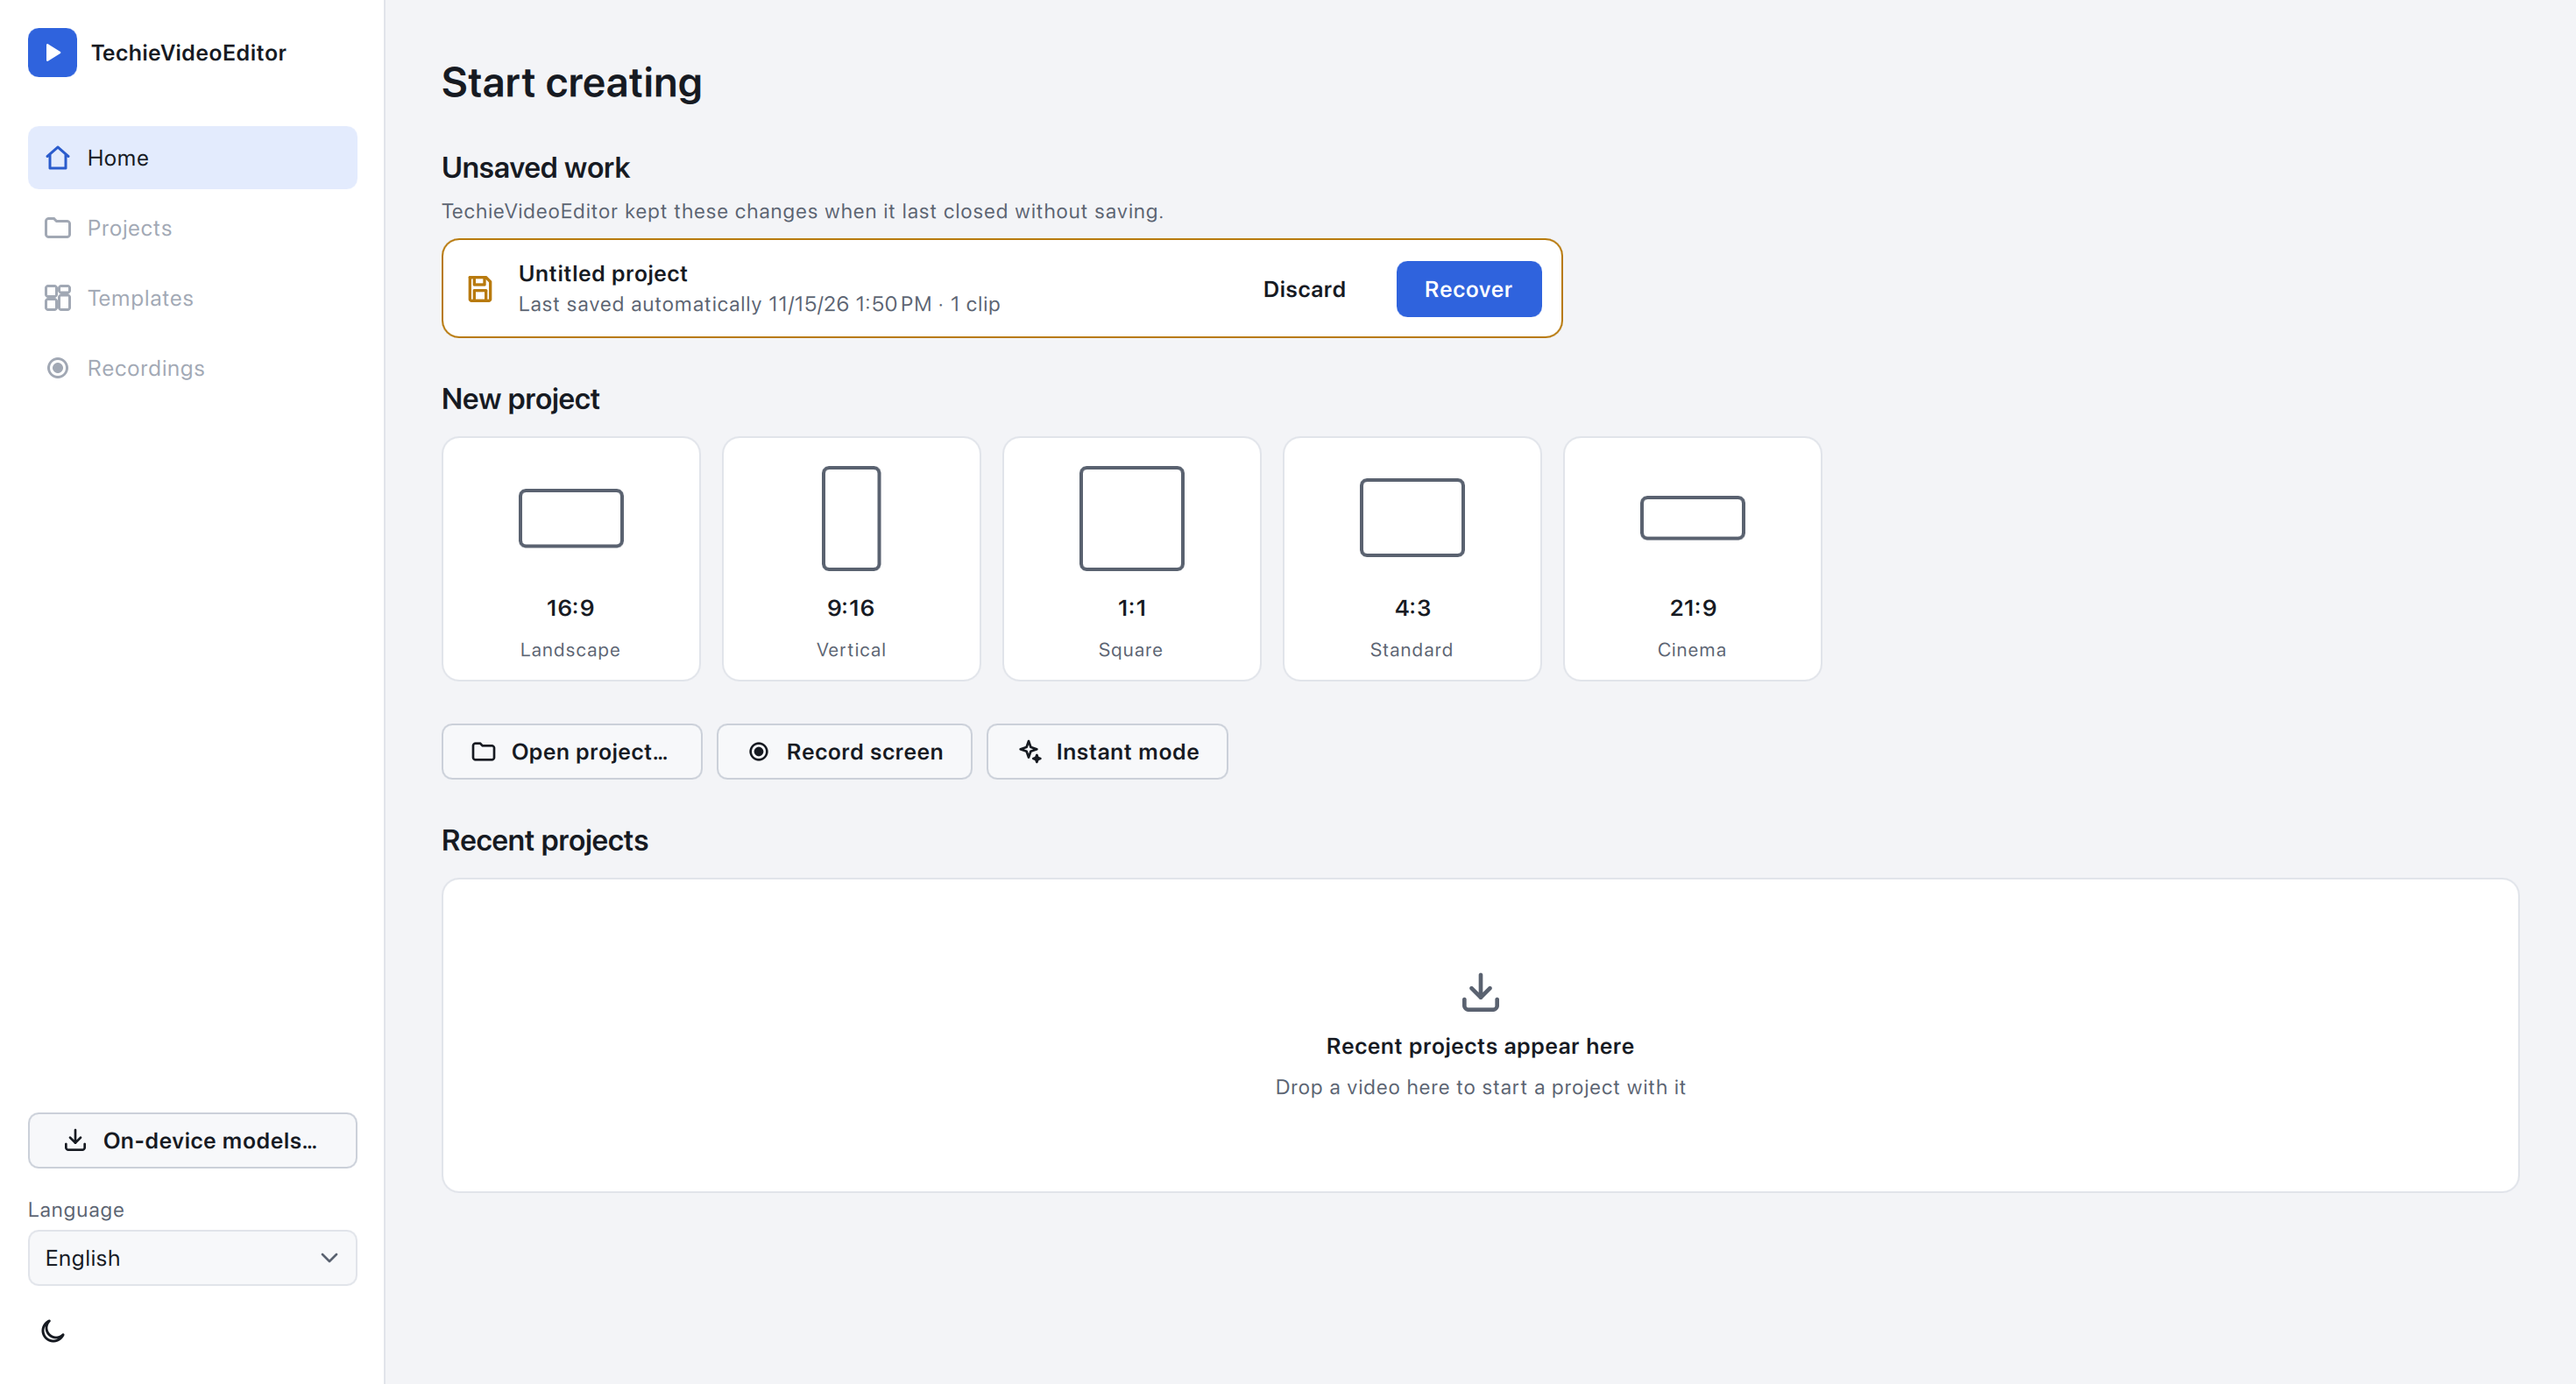 TechieVideoEditor
Home
Projects
Templates
Recordings
On-device models...
Language
English
Start creating
Unsaved work
TechieVideoEditor kept these changes when it last closed without saving.
Untitled project
Last saved automatically 11/15/26 1:50 PM · 1 clip
Discard
Recover
New project
16:9
Landscape
9:16
Vertical
1:1
Square
4:3
Standard
21:9
Cinema
Open project...
Record screen
Instant mode
Recent projects
Recent projects appear here
Drop a video here to start a project with it